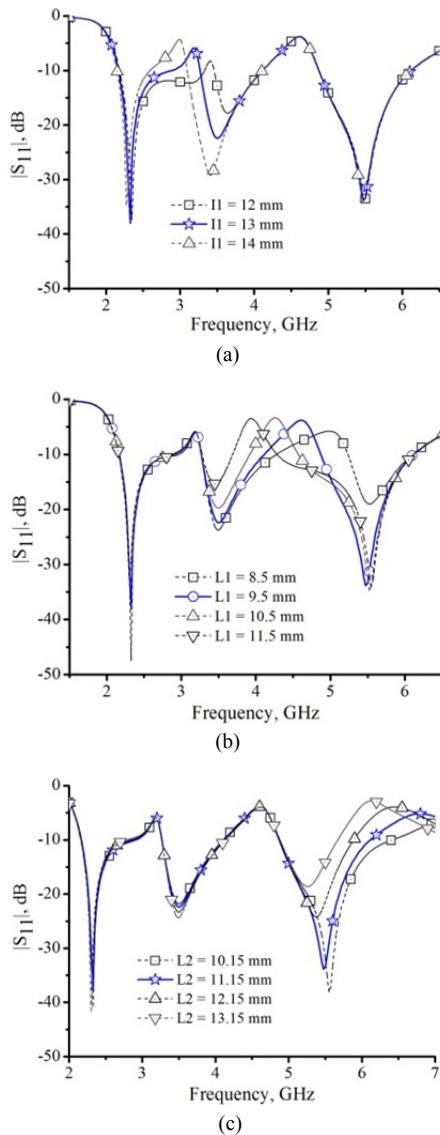 0
-10
-20
-30
-40
-50
|S11|, dB
I1 = 12 mm
I1 = 13 mm
I1 = 14 mm
2 3 4 5 6
Frequency, GHz
(a)
0
-10
-20
-30
-40
-50
|S11|, dB
L1 = 8.5 mm
L1 = 9.5 mm
L1 = 10.5 mm
L1 = 11.5 mm
2 3 4 5 6
Frequency, GHz
(b)
0
-10
-20
-30
-40
-50
|S11|, dB
L2 = 10.15 mm
L2 = 11.15 mm
L2 = 12.15 mm
L2 = 13.15 mm
2 3 4 5 6 7
Frequency, GHz
(c)